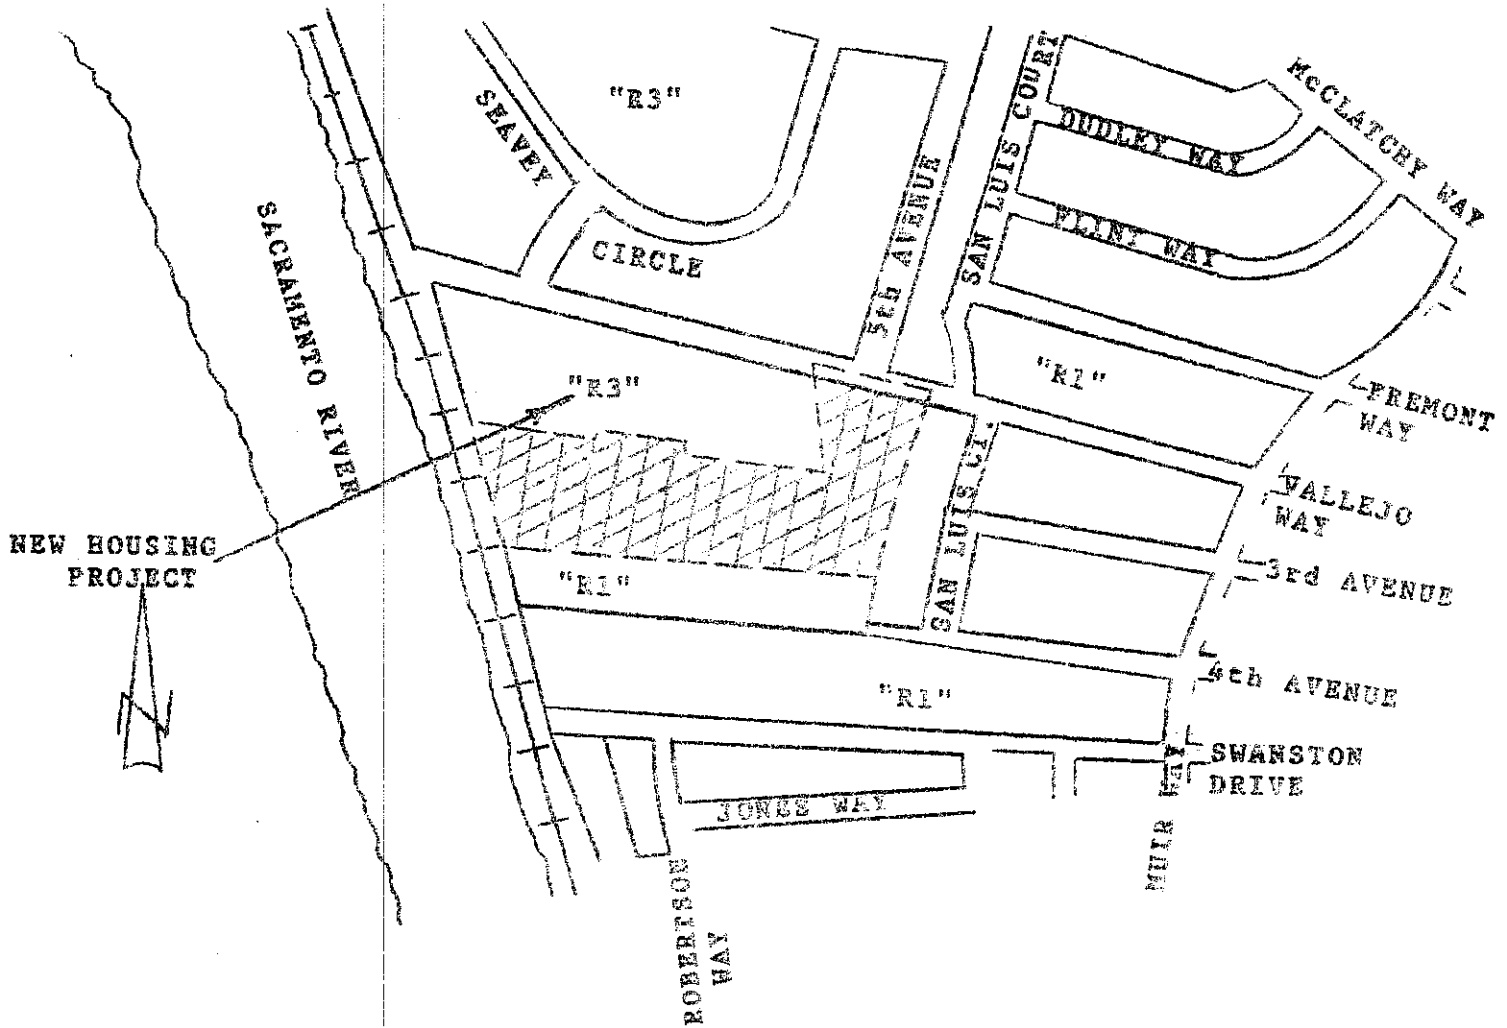 "R3"
SEAVEY
CIRCLE
SACRAMENTO RIVER
5th AVENUE
SAN LUIS COURT
DUDLEY WAY
McCLATCHY WAY
FLINT WAY
"R3"
"R1"
FREMONT
WAY
SAN LUIS CT.
VALLEJO
WAY
NEW HOUSING
PROJECT
"R1"
3rd AVENUE
N
"R1"
4th AVENUE
SWANSTON
DRIVE
JONES WAY
MUIR WAY
ROBERTSON
WAY